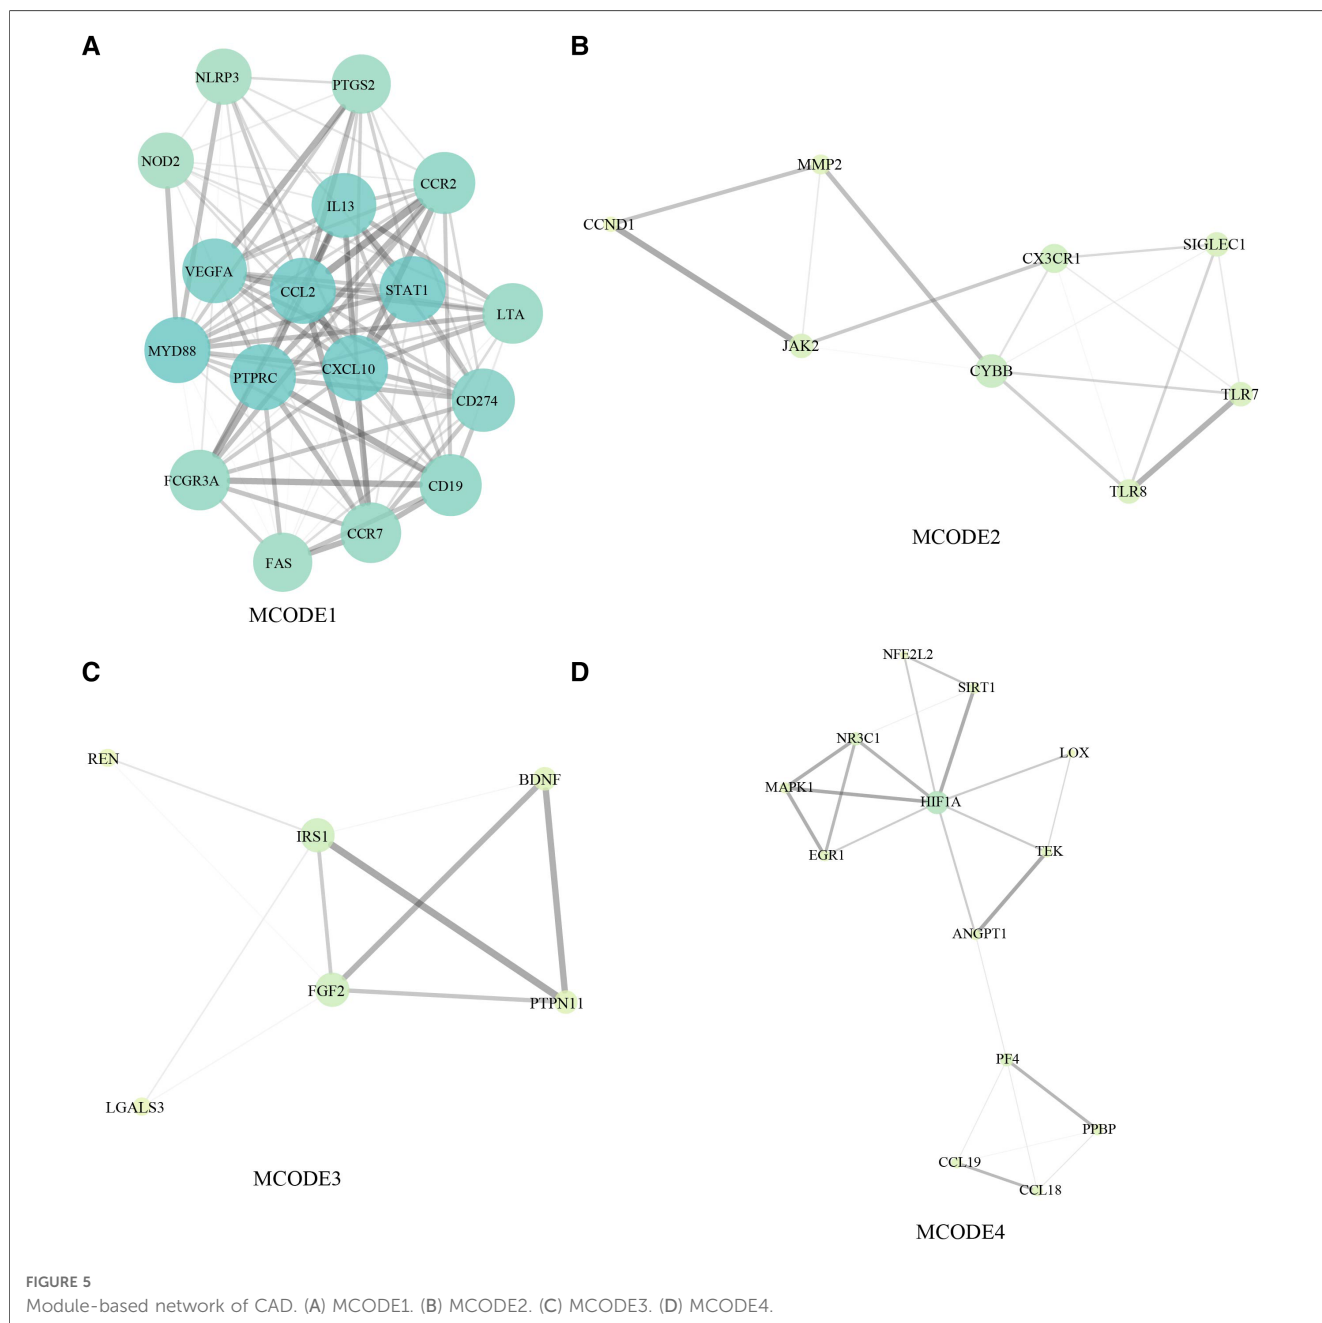 A
NLRP3
PTGS2
NOD2
CCR2
IL13
VEGFA
CCL2
STAT1
LTA
MYD88
PTPRC
CXCL10
CD274
FCGR3A
CD19
CCR7
FAS
MCODE1
B
MMP2
CCND1
SIGLEC1
CX3CR1
JAK2
CYBB
TLR7
TLR8
MCODE2
C
REN
BDNF
IRS1
FGF2
PTPN11
LGALS3
MCODE3
D
NFE2L2
SIRT1
NR3C1
LOX
MAPK1
HIF1A
EGR1
TEK
ANGPT1
PF4
PPBP
CCL19
CCL18
MCODE4
FIGURE 5
Module-based network of CAD. (A) MCODE1. (B) MCODE2. (C) MCODE3. (D) MCODE4.